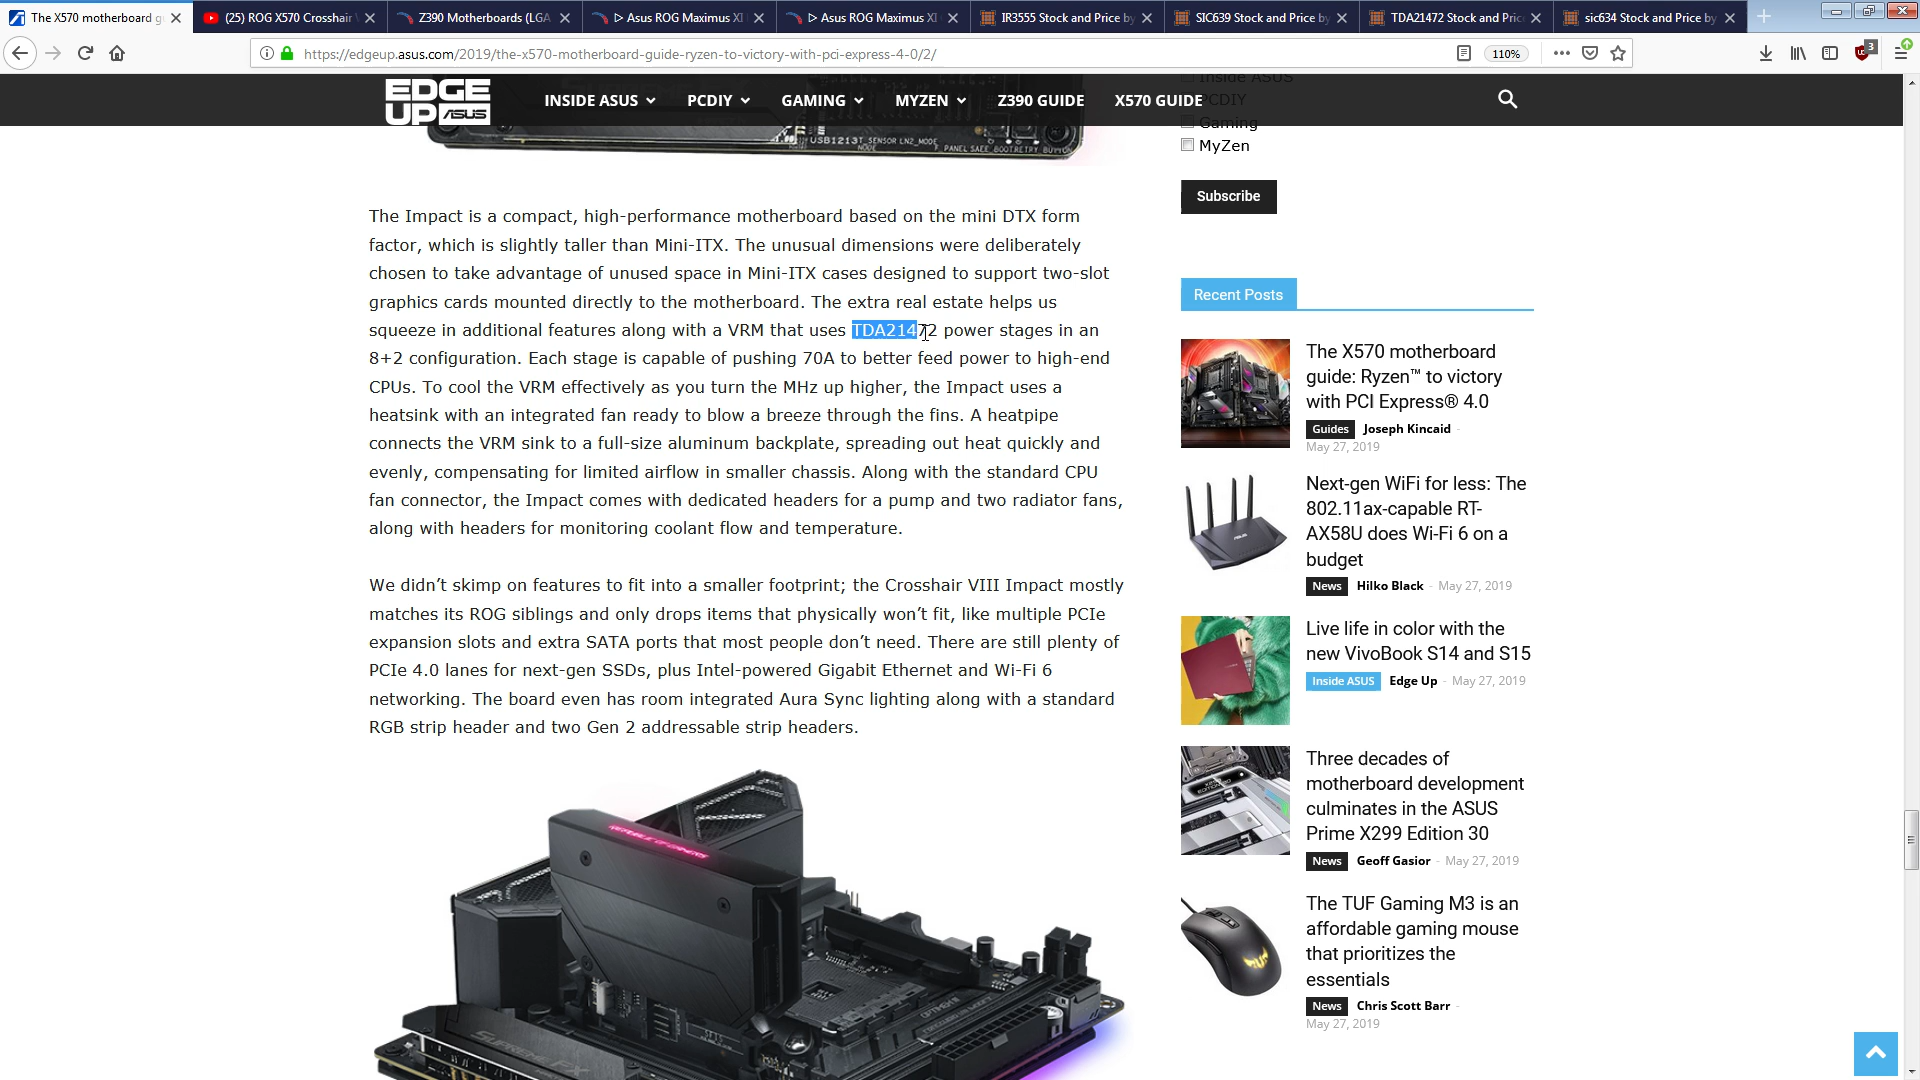 The X570 motherboard g
(25) ROG X570 Crosshair
Z390 Motherboards (LGA
▷ Asus ROG Maximus XI
▷ Asus ROG Maximus XI
IR3555 Stock and Price by
SIC639 Stock and Price by
TDA21472 Stock and Pric
sic634 Stock and Price by
https://edgeup.asus.com/2019/the-x570-motherboard-guide-ryzen-to-victory-with-pci-express-4-0/2/
110%
3
EDGE UP ASUS
INSIDE ASUS
PCDIY
GAMING
MYZEN
Z390 GUIDE
X570 GUIDE
Inside ASUS
PCDIY
Gaming
MyZen
Subscribe
USB1213T_SENSOR LN2_MODE
The Impact is a compact, high-performance motherboard based on the mini DTX form
factor, which is slightly taller than Mini-ITX. The unusual dimensions were deliberately
chosen to take advantage of unused space in Mini-ITX cases designed to support two-slot
graphics cards mounted directly to the motherboard. The extra real estate helps us
squeeze in additional features along with a VRM that uses TDA21472 power stages in an
8+2 configuration. Each stage is capable of pushing 70A to better feed power to high-end
CPUs. To cool the VRM effectively as you turn the MHz up higher, the Impact uses a
heatsink with an integrated fan ready to blow a breeze through the fins. A heatpipe
connects the VRM sink to a full-size aluminum backplate, spreading out heat quickly and
evenly, compensating for limited airflow in smaller chassis. Along with the standard CPU
fan connector, the Impact comes with dedicated headers for a pump and two radiator fans,
along with headers for monitoring coolant flow and temperature.
We didn’t skimp on features to fit into a smaller footprint; the Crosshair VIII Impact mostly
matches its ROG siblings and only drops items that physically won’t fit, like multiple PCIe
expansion slots and extra SATA ports that most people don’t need. There are still plenty of
PCIe 4.0 lanes for next-gen SSDs, plus Intel-powered Gigabit Ethernet and Wi-Fi 6
networking. The board even has room integrated Aura Sync lighting along with a standard
RGB strip header and two Gen 2 addressable strip headers.
REPUBLIC OF GAMERS
SUPREMEFX
Recent Posts
The X570 motherboard
guide: Ryzen™ to victory
with PCI Express® 4.0
Guides Joseph Kincaid -
May 27, 2019
Next-gen WiFi for less: The
802.11ax-capable RT-
AX58U does Wi-Fi 6 on a
budget
News Hilko Black - May 27, 2019
Live life in color with the
new VivoBook S14 and S15
Inside ASUS Edge Up - May 27, 2019
Three decades of
motherboard development
culminates in the ASUS
Prime X299 Edition 30
News Geoff Gasior - May 27, 2019
The TUF Gaming M3 is an
affordable gaming mouse
that prioritizes the
essentials
News Chris Scott Barr -
May 27, 2019